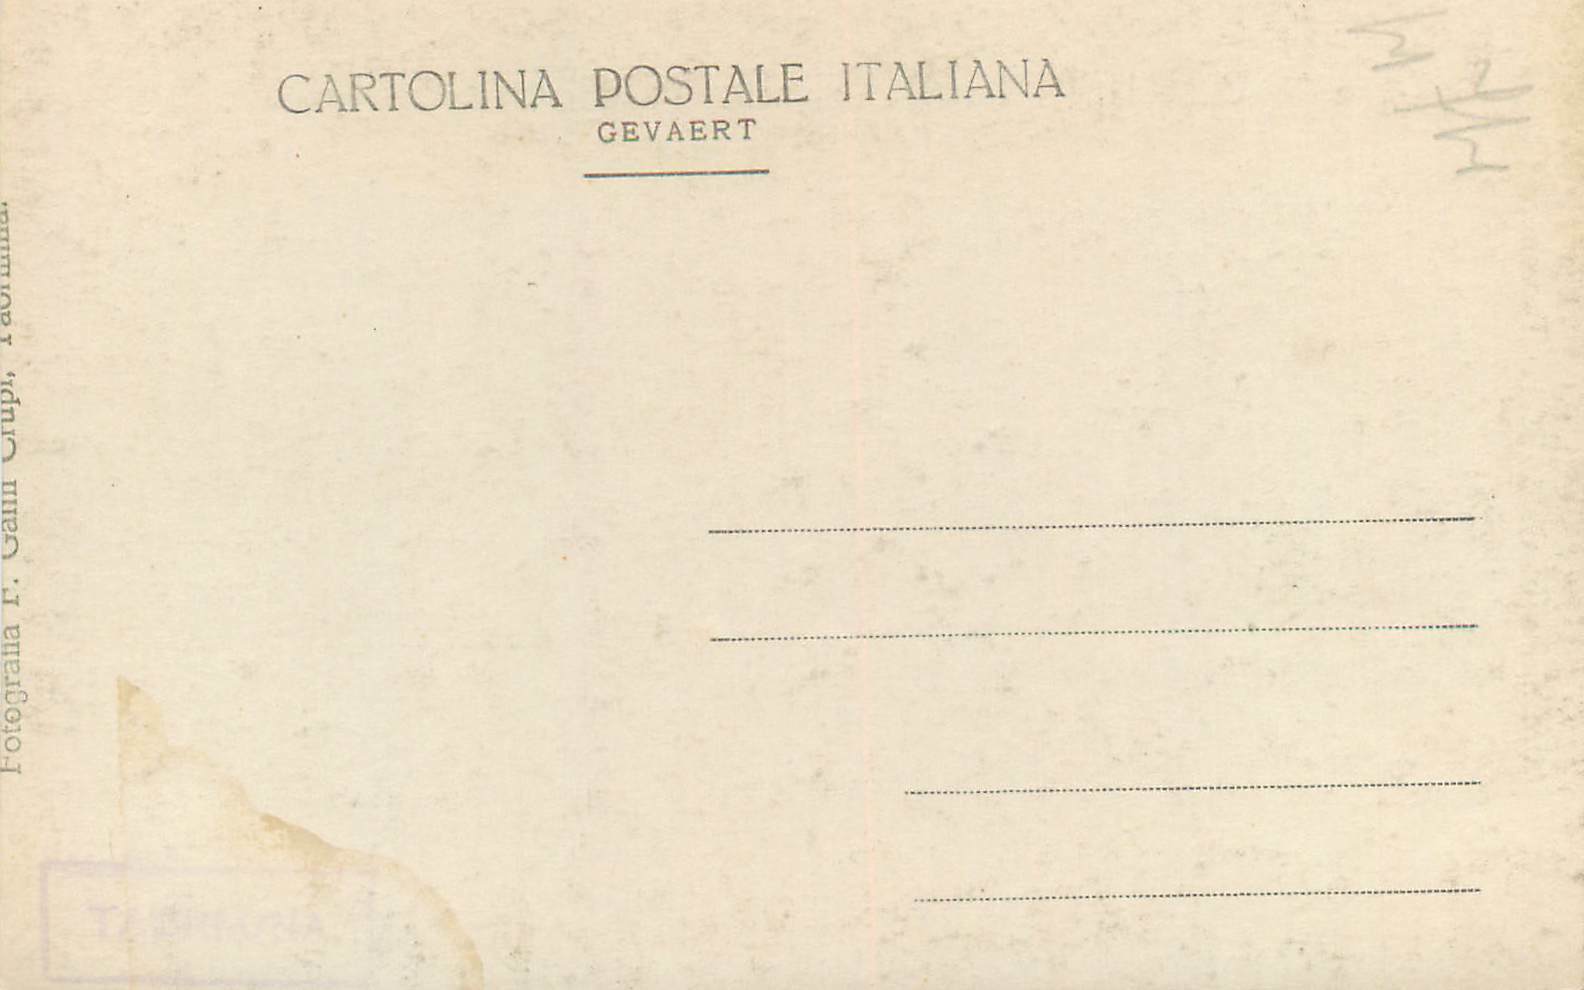 CARTOLINA POSTALE ITALIANA
GEVAERT
Fotografia F. Galifi Crupi, Taormina.